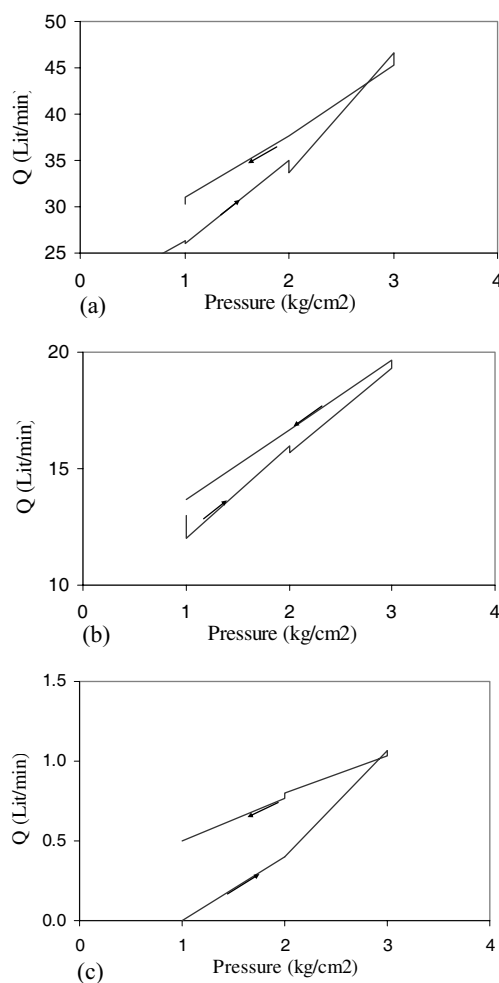 50
45
40
35
30
25
Q (Lit/min)
0 1 2 3 4
Pressure (kg/cm2)
(a)
20
15
10
Q (Lit/min)
0 1 2 3 4
Pressure (kg/cm2)
(b)
1.5
1.0
0.5
0.0
Q (Lit/min)
0 1 2 3 4
Pressure (kg/cm2)
(c)